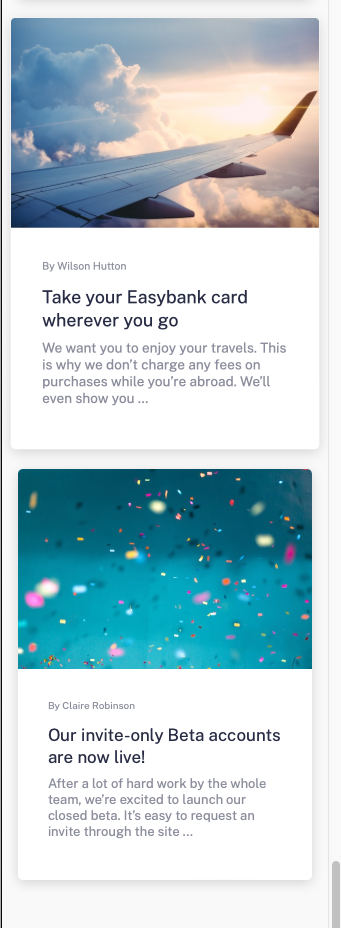 By Wilson Hutton
Take your Easybank card
wherever you go
We want you to enjoy your travels. This
is why we don’t charge any fees on
purchases while you’re abroad. We’ll
even show you ...
By Claire Robinson
Our invite-only Beta accounts
are now live!
After a lot of hard work by the whole
team, we’re excited to launch our
closed beta. It’s easy to request an
invite through the site ...